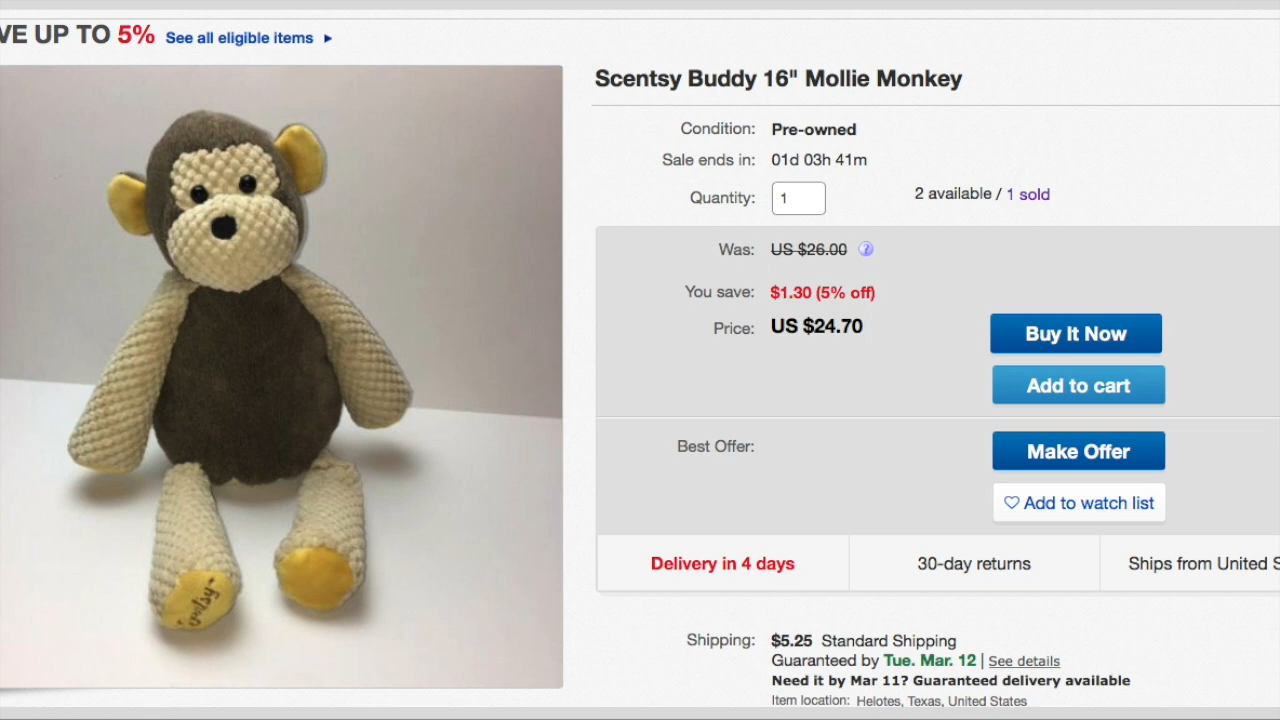 VE UP TO 5% See all eligible items ►
Scentsy Buddy 16" Mollie Monkey
Condition: Pre-owned
Sale ends in: 01d 03h 41m
Quantity: 1 2 available / 1 sold
Was: US $26.00 ?
You save: $1.30 (5% off)
Price: US $24.70
Buy It Now
Add to cart
Best Offer:
Make Offer
♡ Add to watch list
Delivery in 4 days 30-day returns Ships from United S
Shipping: $5.25 Standard Shipping
Guaranteed by Tue. Mar. 12 | See details
Need it by Mar 11? Guaranteed delivery available
Item location: Helotes, Texas, United States
Scentsy